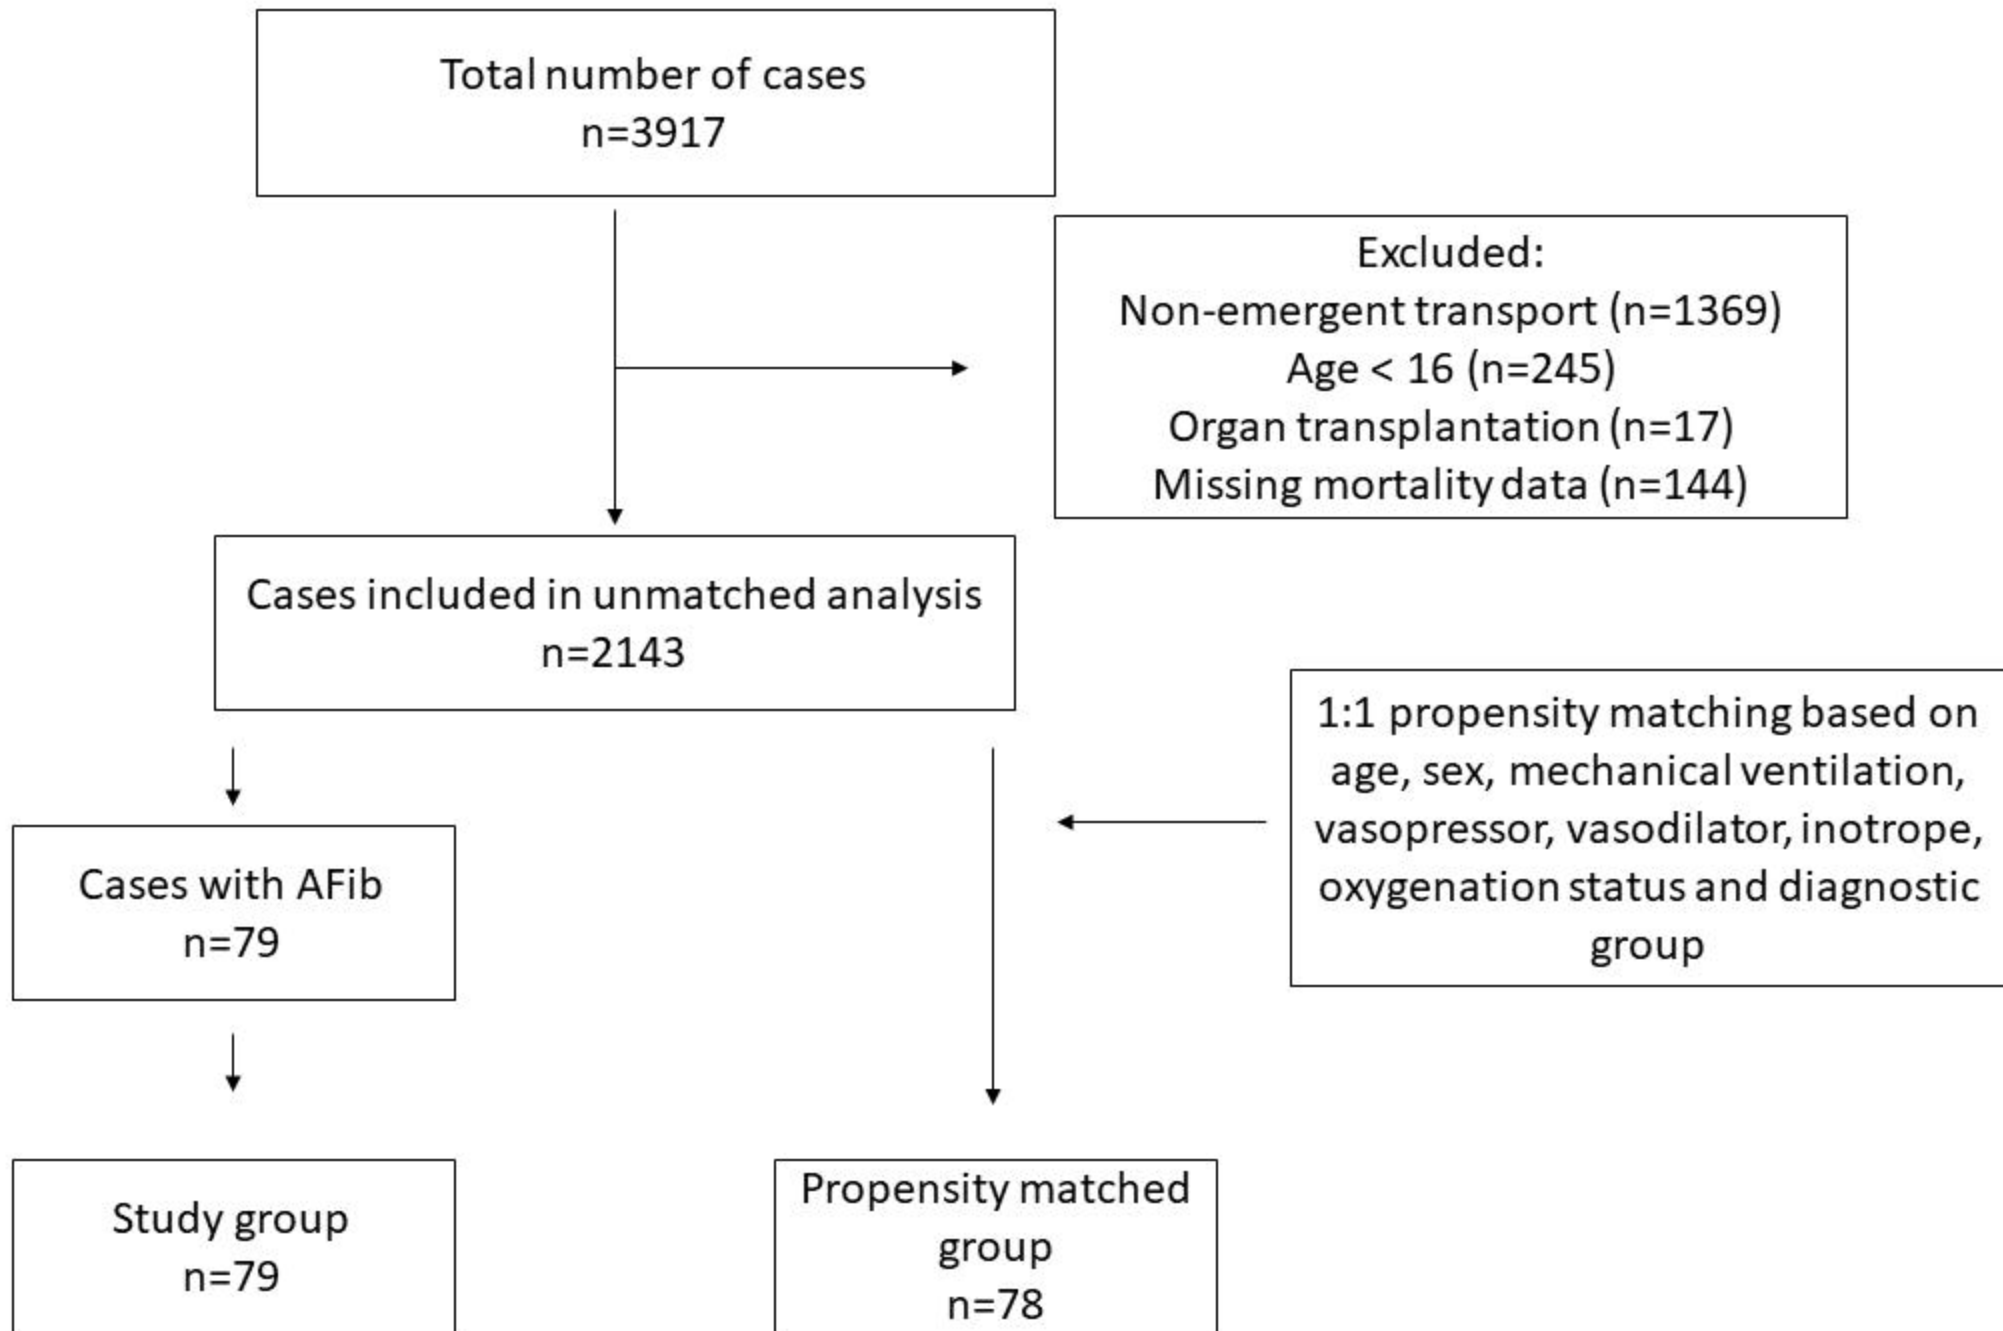 Total number of cases
n=3917
Excluded:
Non-emergent transport (n=1369)
Age < 16 (n=245)
Organ transplantation (n=17)
Missing mortality data (n=144)
Cases included in unmatched analysis
n=2143
1:1 propensity matching based on
age, sex, mechanical ventilation,
vasopressor, vasodilator, inotrope,
oxygenation status and diagnostic
group
Cases with AFib
n=79
Study group
n=79
Propensity matched
group
n=78